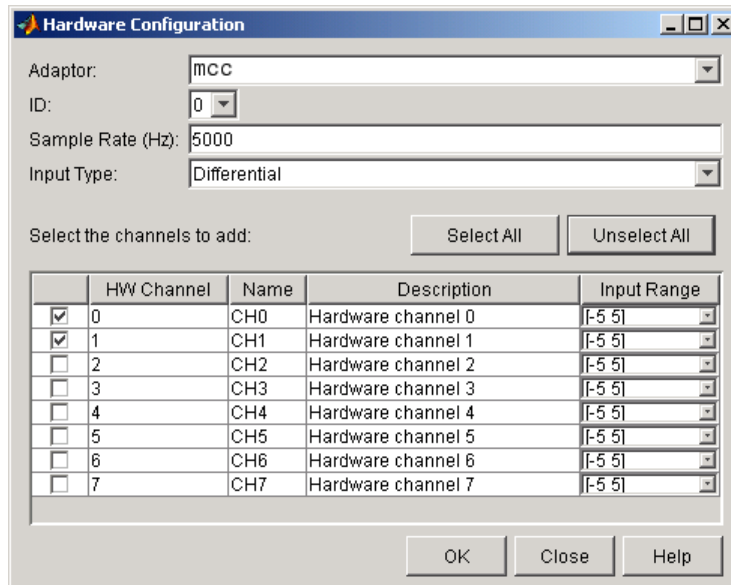 Hardware Configuration
Adaptor: mcc
ID: 0
Sample Rate (Hz): 5000
Input Type: Differential
Select the channels to add: Select All Unselect All
HW Channel Name Description Input Range
0 CH0 Hardware channel 0 [-5 5]
1 CH1 Hardware channel 1 [-5 5]
2 CH2 Hardware channel 2 [-5 5]
3 CH3 Hardware channel 3 [-5 5]
4 CH4 Hardware channel 4 [-5 5]
5 CH5 Hardware channel 5 [-5 5]
6 CH6 Hardware channel 6 [-5 5]
7 CH7 Hardware channel 7 [-5 5]
OK Close Help